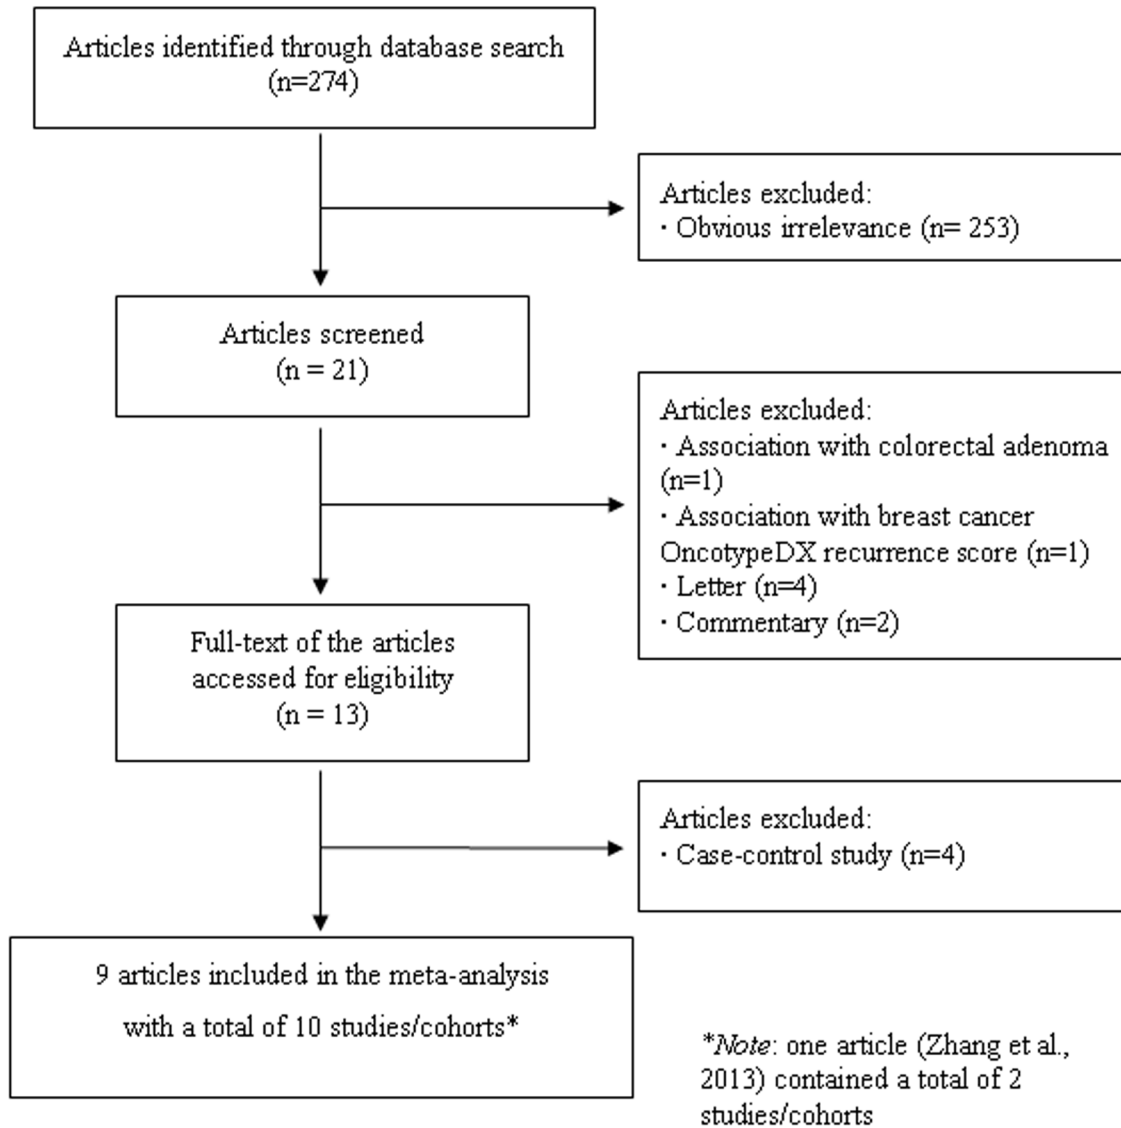 Articles identified through database search
(n=274)
Articles excluded:
· Obvious irrelevance (n= 253)
Articles screened
(n = 21)
Articles excluded:
· Association with colorectal adenoma
(n=1)
· Association with breast cancer
OncotypeDX recurrence score (n=1)
· Letter (n=4)
· Commentary (n=2)
Full-text of the articles
accessed for eligibility
(n = 13)
Articles excluded:
· Case-control study (n=4)
9 articles included in the meta-analysis
with a total of 10 studies/cohorts*
*Note: one article (Zhang et al.,
2013) contained a total of 2
studies/cohorts